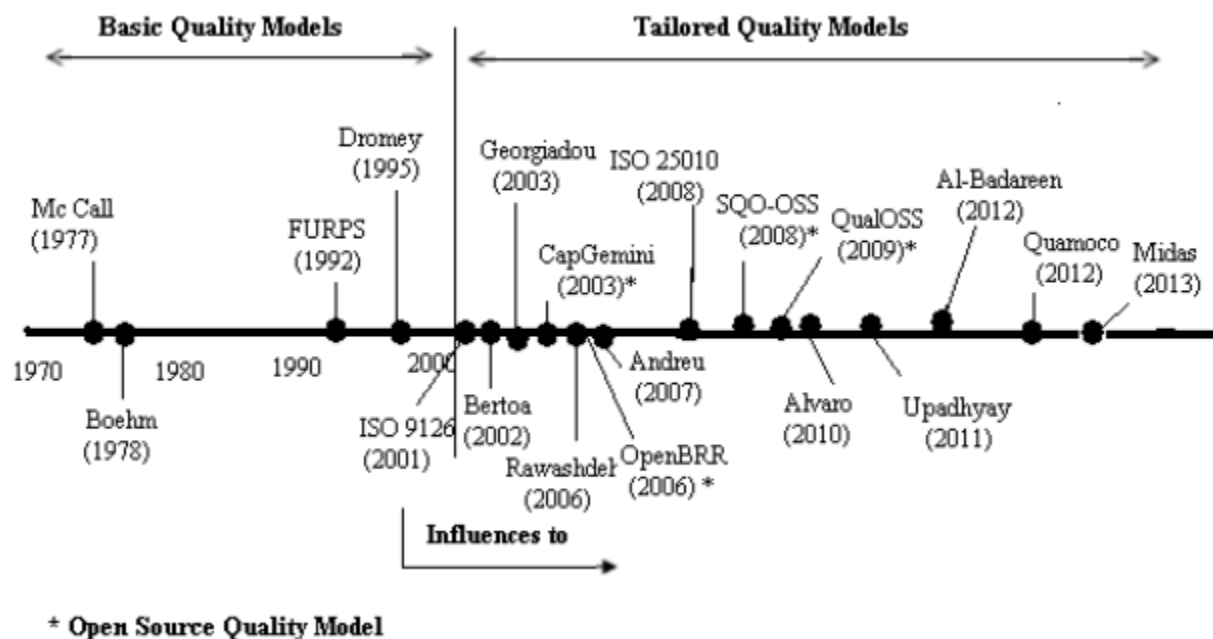 Basic Quality Models
Tailored Quality Models
Dromey
(1995)
Georgiadou
(2003)
ISO 25010
(2008)
Al-Badareen
(2012)
Mc Call
(1977)
FURPS
(1992)
SQO-OSS
(2008)*
QualOSS
(2009)*
CapGemini
(2003)*
Quamoco
(2012)
Midas
(2013)
1970
1980
1990
2000
Boehm
(1978)
ISO 9126
(2001)
Bertoa
(2002)
Andreu
(2007)
Alvaro
(2010)
Upadhyay
(2011)
Rawashdeh
(2006)
OpenBRR
(2006) *
Influences to
* Open Source Quality Model